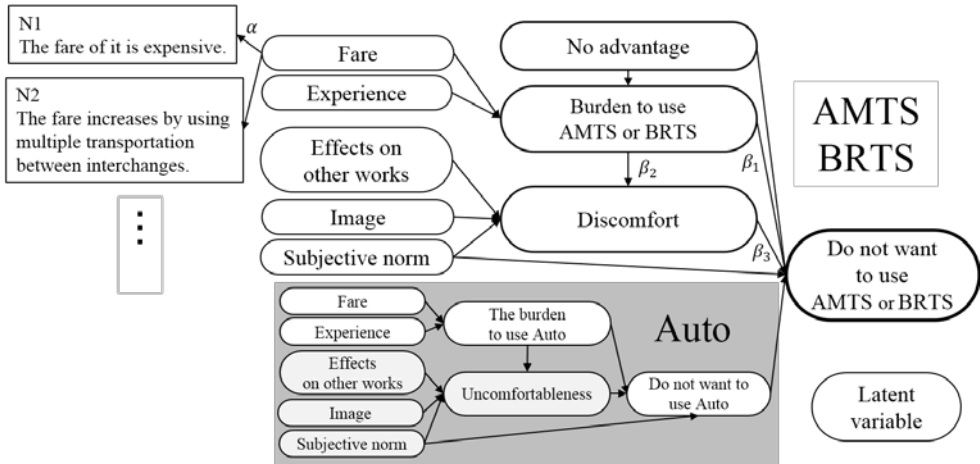 N1
The fare of it is expensive.
α
N2
The fare increases by using
multiple transportation
between interchanges.
Fare
Experience
Effects on
other works
Image
Subjective norm
No advantage
Burden to use
AMTS or BRTS
β₁
β₂
Discomfort
β₃
AMTS
BRTS
Do not want
to use
AMTS or BRTS
Fare
Experience
Effects
on other works
Image
Subjective norm
The burden
to use Auto
Uncomfortableness
Auto
Do not want to
use Auto
Latent
variable